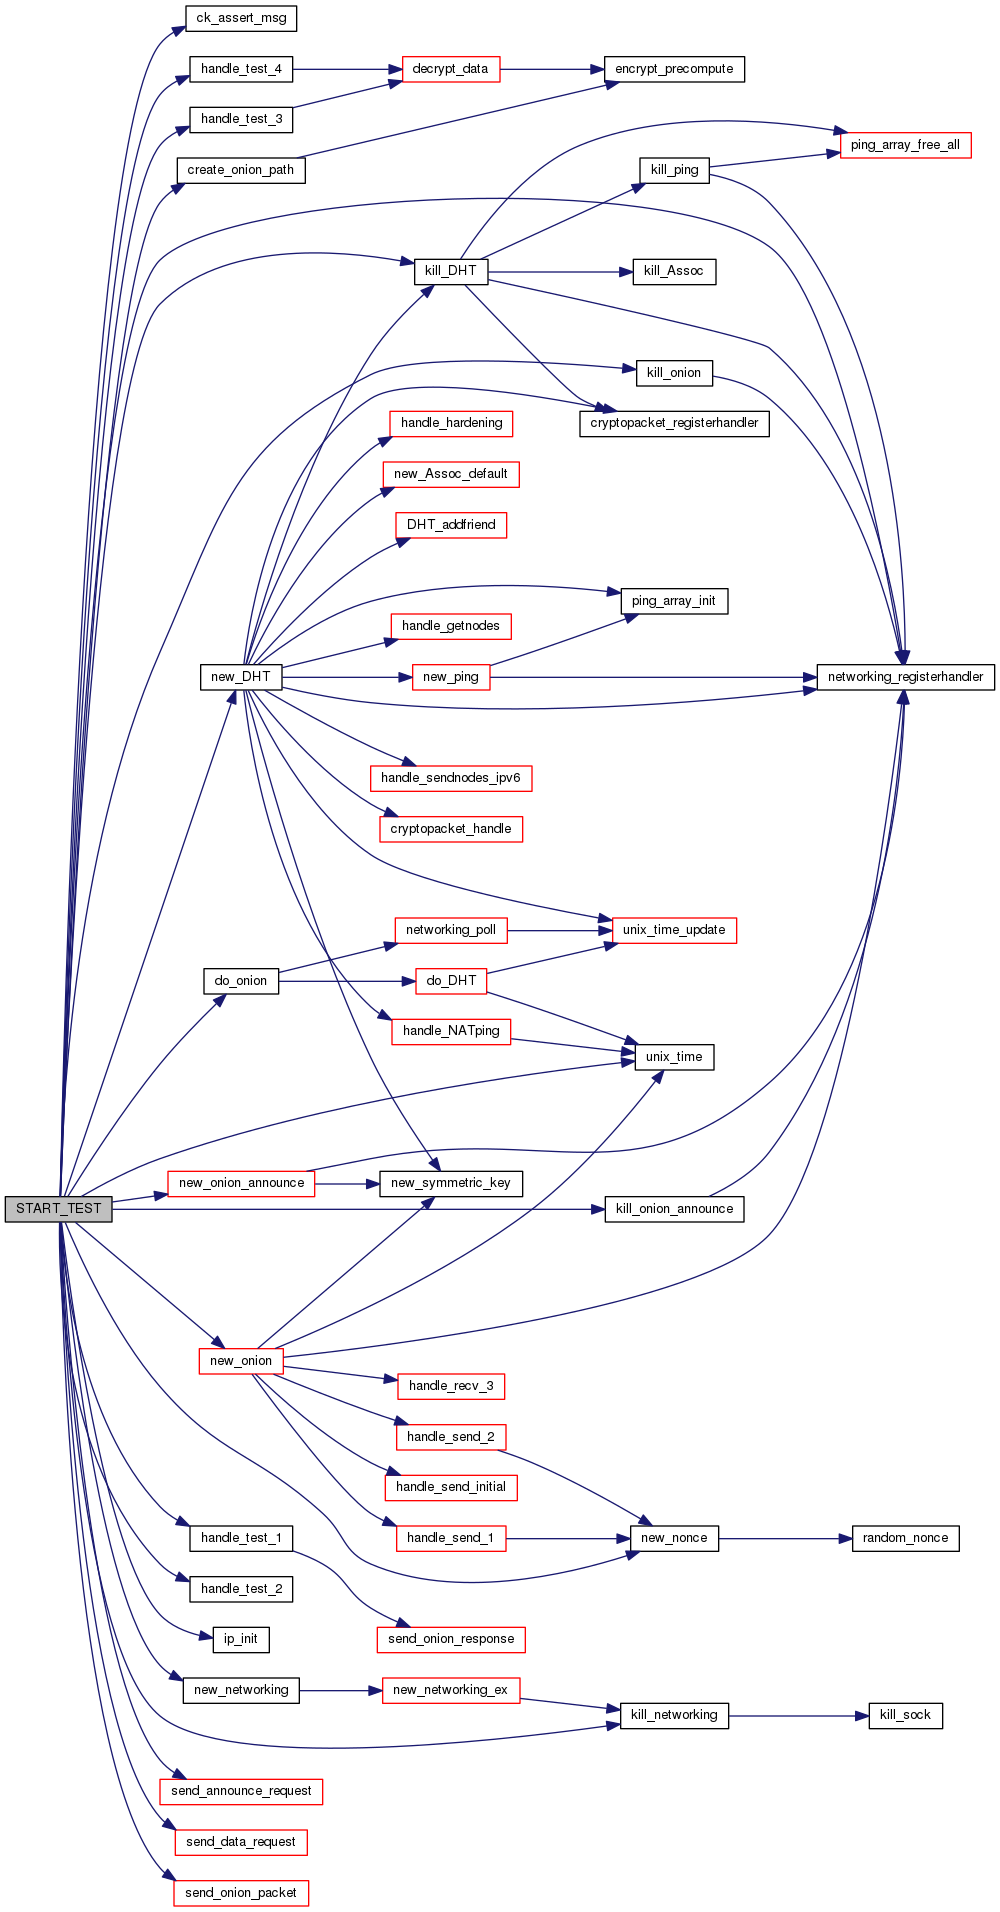 ck_assert_msg
handle_test_4
decrypt_data
encrypt_precompute
handle_test_3
ping_array_free_all
create_onion_path
kill_ping
kill_DHT
kill_Assoc
kill_onion
handle_hardening
cryptopacket_registerhandler
new_Assoc_default
DHT_addfriend
ping_array_init
handle_getnodes
new_DHT
new_ping
networking_registerhandler
handle_sendnodes_ipv6
cryptopacket_handle
networking_poll
unix_time_update
do_onion
do_DHT
handle_NATping
unix_time
new_onion_announce
new_symmetric_key
START_TEST
kill_onion_announce
new_onion
handle_recv_3
handle_send_2
handle_send_initial
handle_test_1
handle_send_1
new_nonce
random_nonce
handle_test_2
ip_init
send_onion_response
new_networking
new_networking_ex
kill_networking
kill_sock
send_announce_request
send_data_request
send_onion_packet